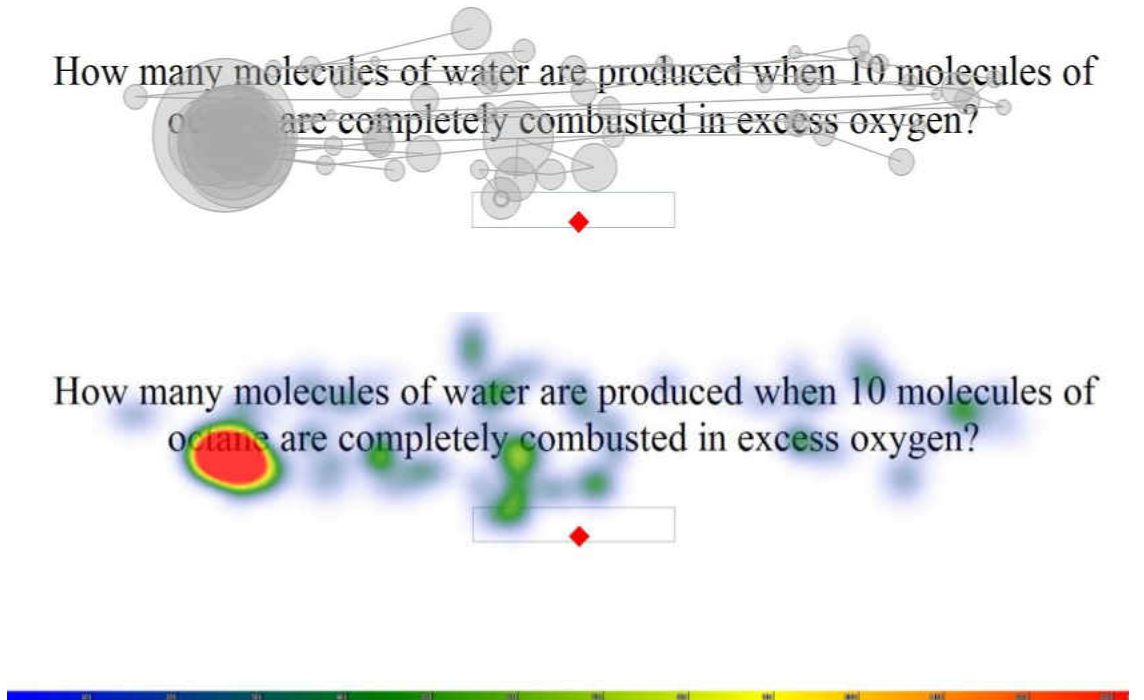 How many molecules of water are produced when 10 molecules of
octane are completely combusted in excess oxygen?
How many molecules of water are produced when 10 molecules of
octane are completely combusted in excess oxygen?